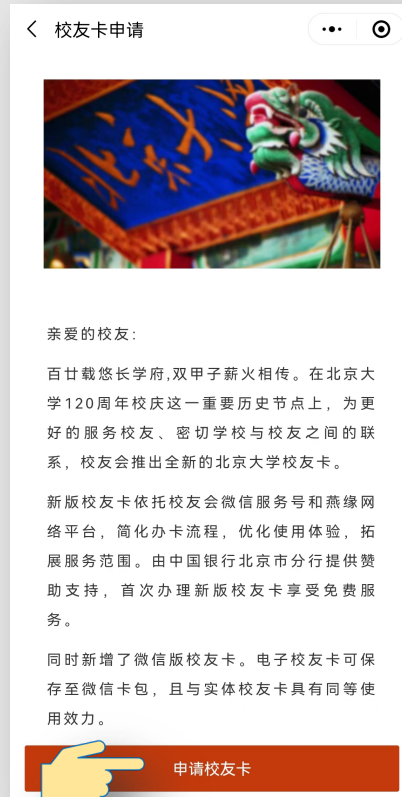 校友卡申请
北京大学
亲爱的校友：
百廿载悠长学府,双甲子薪火相传。在北京大
学120周年校庆这一重要历史节点上，为更
好的服务校友、密切学校与校友之间的联
系，校友会推出全新的北京大学校友卡。
新版校友卡依托校友会微信服务号和燕缘网
络平台，简化办卡流程，优化使用体验，拓
展服务范围。由中国银行北京市分行提供赞
助支持，首次办理新版校友卡享受免费服
务。
同时新增了微信版校友卡。电子校友卡可保
存至微信卡包，且与实体校友卡具有同等使
用效力。
申请校友卡